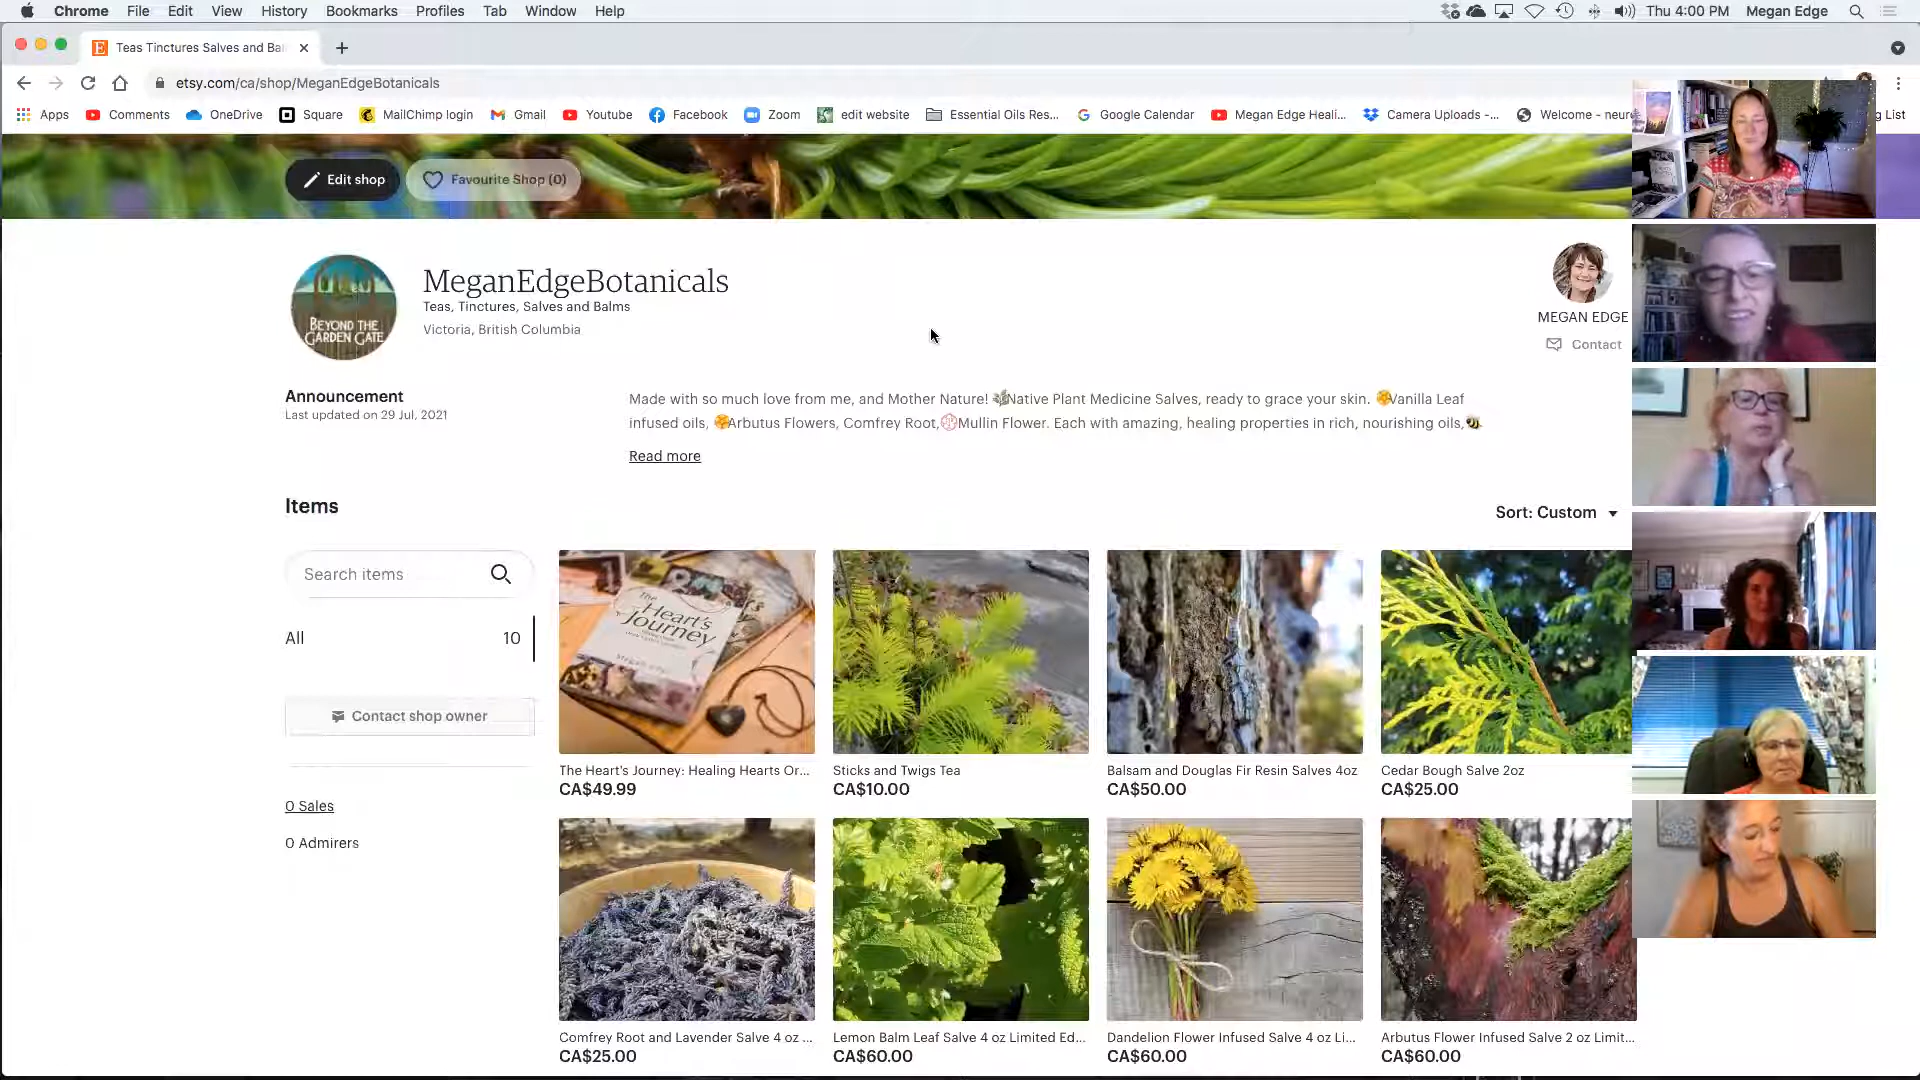 Chrome File Edit View History Bookmarks Profiles Tab Window Help Thu 4:00 PM Megan Edge
Teas Tinctures Salves and Bal
etsy.com/ca/shop/MeganEdgeBotanicals
Apps Comments OneDrive Square MailChimp login Gmail Youtube Facebook Zoom edit website Essential Oils Res... Google Calendar Megan Edge Heali... Camera Uploads -... Welcome - neuro g List
Edit shop Favourite Shop (0)
MeganEdgeBotanicals
Teas, Tinctures, Salves and Balms
Victoria, British Columbia
BEYOND THE
GARDEN GATE
MEGAN EDGE
Contact
Announcement
Last updated on 29 Jul, 2021
Made with so much love from me, and Mother Nature! Native Plant Medicine Salves, ready to grace your skin. Vanilla Leaf
infused oils, Arbutus Flowers, Comfrey Root, Mullin Flower. Each with amazing, healing properties in rich, nourishing oils,
Read more
Items
Sort: Custom
Search items
All 10
Contact shop owner
0 Sales
0 Admirers
The
Heart's
Journey
The Heart's Journey: Healing Hearts Or...
CA$49.99
Sticks and Twigs Tea
CA$10.00
Balsam and Douglas Fir Resin Salves 4oz
CA$50.00
Cedar Bough Salve 2oz
CA$25.00
Comfrey Root and Lavender Salve 4 oz ...
CA$25.00
Lemon Balm Leaf Salve 4 oz Limited Ed...
CA$60.00
Dandelion Flower Infused Salve 4 oz Li...
CA$60.00
Arbutus Flower Infused Salve 2 oz Limit...
CA$60.00